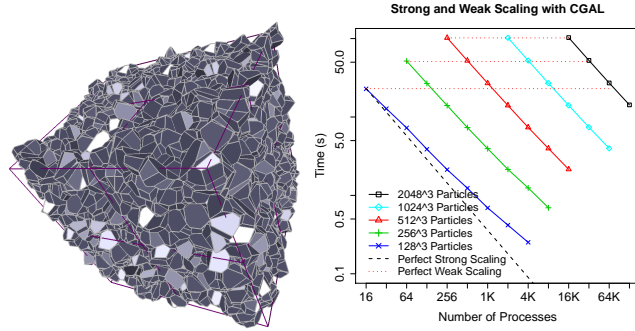 Strong and Weak Scaling with CGAL
Time (s)
50.0
5.0
0.5
0.1
2048^3 Particles
1024^3 Particles
512^3 Particles
256^3 Particles
128^3 Particles
Perfect Strong Scaling
Perfect Weak Scaling
16 64 256 1K 4K 16K 64K
Number of Processes